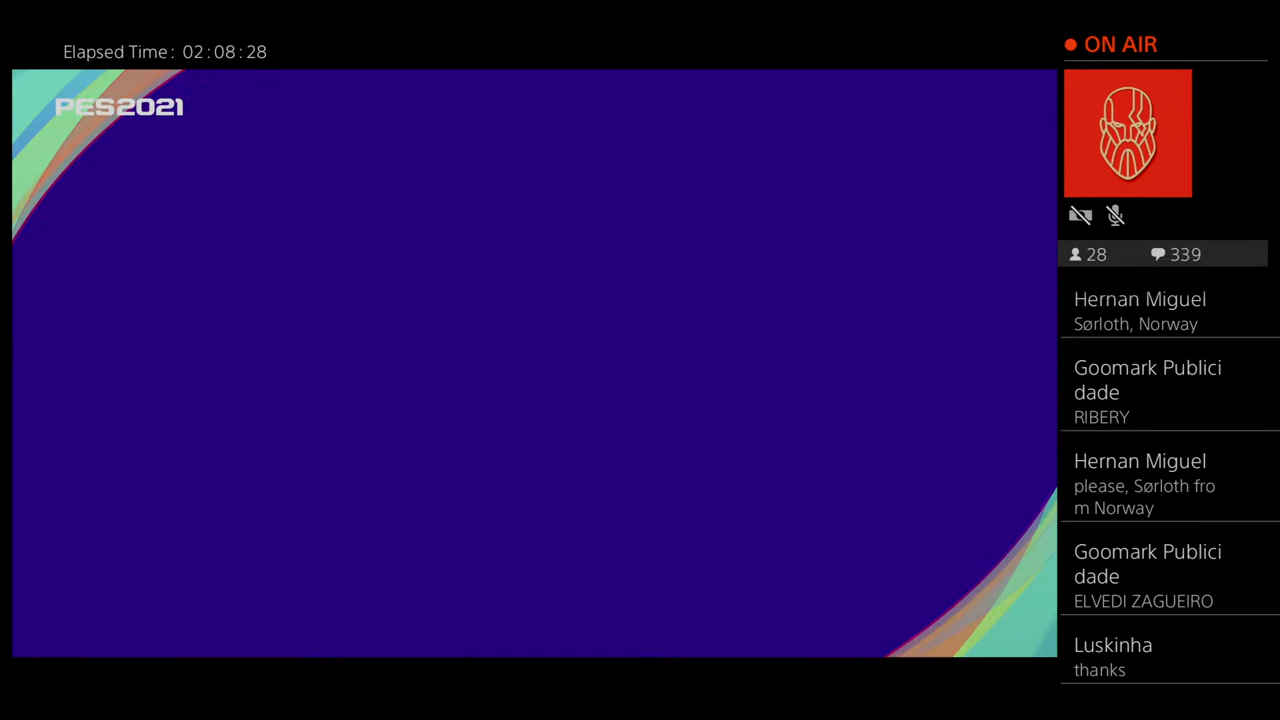 Elapsed Time: 02:08:28
ON AIR
PES2021
28 339
Hernan Miguel
Sørloth, Norway
Goomark Publici
dade
RIBERY
Hernan Miguel
please, Sørloth fro
m Norway
Goomark Publici
dade
ELVEDI ZAGUEIRO
Luskinha
thanks